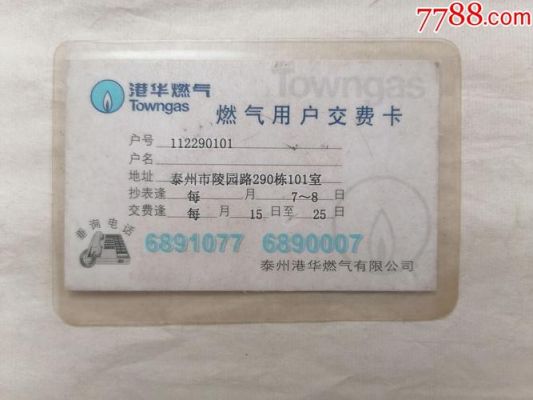 7788.com
港华燃气
Towngas
Towngas
燃气用户交费卡
户号 112290101
户名
地址 泰州市陵园路290栋101室
抄表逢 每 月 7~8 日
交费逢 每 月 15 日至 25 日
查询电话
6891077 6890007
泰州港华燃气有限公司